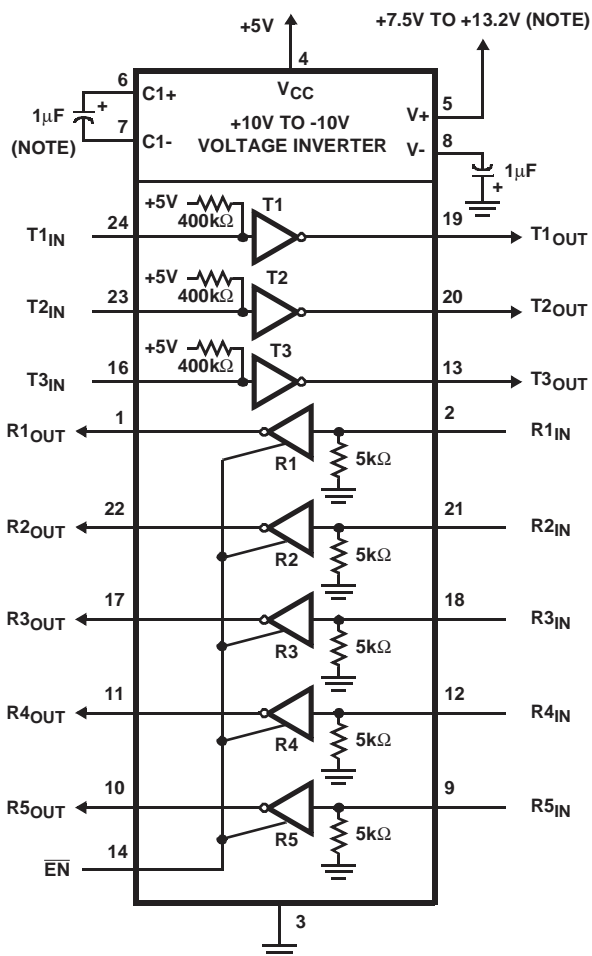 +5V
+7.5V TO +13.2V (NOTE)
4
6
VCC
C1+
1μF
+
7
C1-
(NOTE)
+10V TO -10V
VOLTAGE INVERTER
V+
5
V-
8
1μF
+
+5V
400kΩ
T1
T1IN
24
19
T1OUT
+5V
400kΩ
T2
T2IN
23
20
T2OUT
+5V
400kΩ
T3
T3IN
16
13
T3OUT
R1OUT
1
R1
5kΩ
2
R1IN
R2OUT
22
R2
5kΩ
21
R2IN
R3OUT
17
R3
5kΩ
18
R3IN
R4OUT
11
R4
5kΩ
12
R4IN
R5OUT
10
R5
5kΩ
9
R5IN
EN
14
3